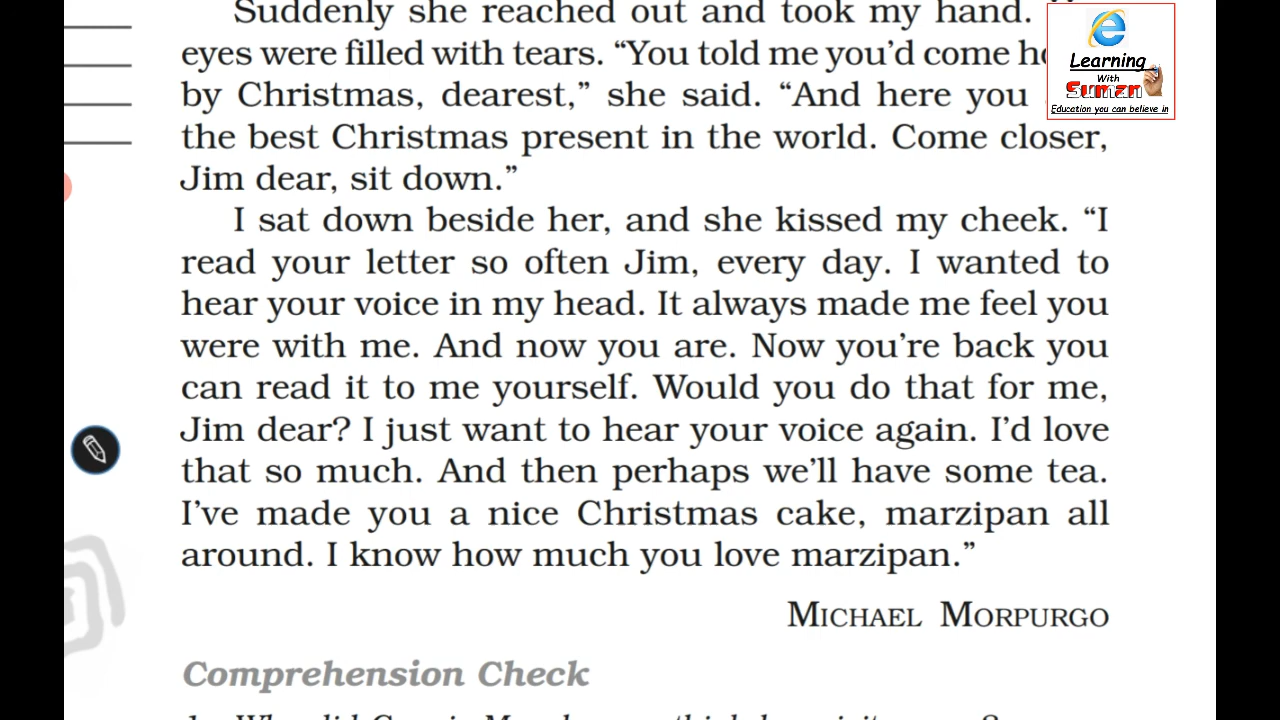 Suddenly she reached out and took my hand.
eyes were filled with tears. “You told me you’d come
by Christmas, dearest,” she said. “And here you
the best Christmas present in the world. Come closer,
Jim dear, sit down.”
I sat down beside her, and she kissed my cheek. “I
read your letter so often Jim, every day. I wanted to
hear your voice in my head. It always made me feel you
were with me. And now you are. Now you’re back you
can read it to me yourself. Would you do that for me,
Jim dear? I just want to hear your voice again. I’d love
that so much. And then perhaps we’ll have some tea.
I’ve made you a nice Christmas cake, marzipan all
around. I know how much you love marzipan.”
MICHAEL MORPURGO
Comprehension Check
Learning
With
Suman
Education you can believe in